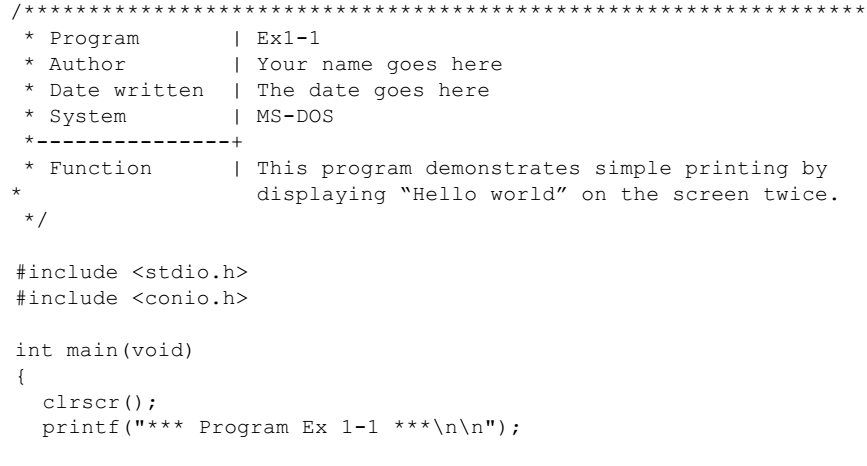 /*****************************************************************
 * Program       | Ex1-1
 * Author        | Your name goes here
 * Date written  | The date goes here
 * System        | MS-DOS
 *---------------+
 * Function      | This program demonstrates simple printing by
*                  displaying “Hello world” on the screen twice.
 */

#include <stdio.h>
#include <conio.h>

int main(void)
{
  clrscr();
  printf("*** Program Ex 1-1 ***\n\n");